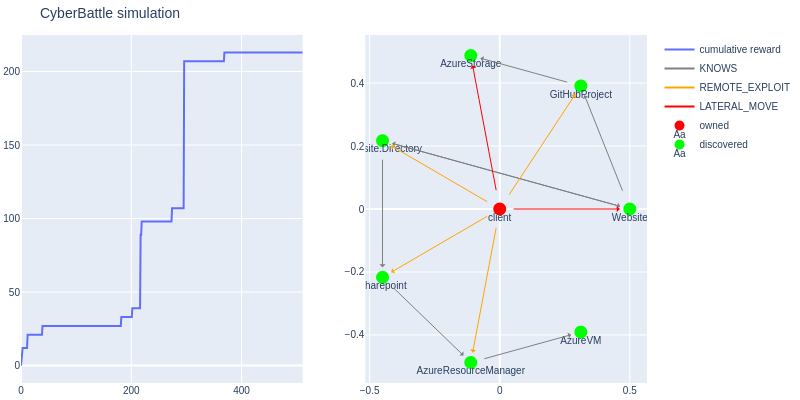 CyberBattle simulation
200
150
100
50
0
0
200
400
0.4
0.2
0
−0.2
−0.4
−0.5
0
0.5
AzureStorage
GitHubProject
site.Directory
client
Website
harepoint
AzureVM
AzureResourceManager
cumulative reward
KNOWS
REMOTE_EXPLOIT
LATERAL_MOVE
Aa owned
Aa discovered